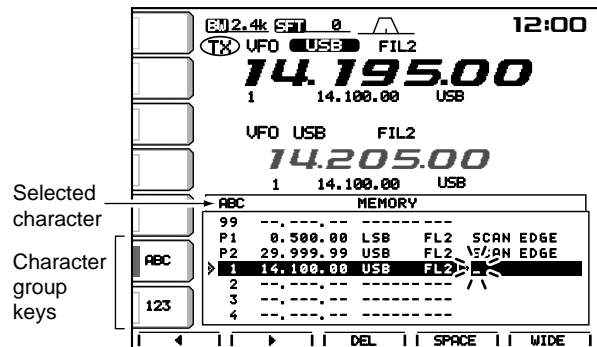 BW 2.4k SFT 0 12:00
TX VFO USB FIL2
14.195.00
1 14.100.00 USB
VFO USB FIL2
14.205.00
1 14.100.00 USB
Selected character
ABC MEMORY
99 --.---.-- ------ ---
P1 0.500.00 LSB FL2 SCAN EDGE
P2 29.999.99 USB FL2 SCAN EDGE
1 14.100.00 USB FL2 _
2 --.---.-- ------ ---
3 --.---.-- ------ ---
4 --.---.-- ------ ---
Character group keys
ABC
123
DEL SPACE WIDE